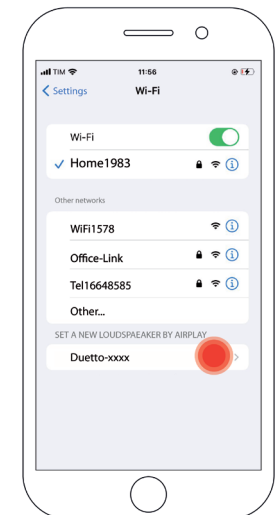 TIM 11:56
Settings Wi-Fi
Wi-Fi
Home1983
Other networks
WiFi1578
Office-Link
Tel16648585
Other...
SET A NEW LOUDSPAEAKER BY AIRPLAY
Duetto-xxxx